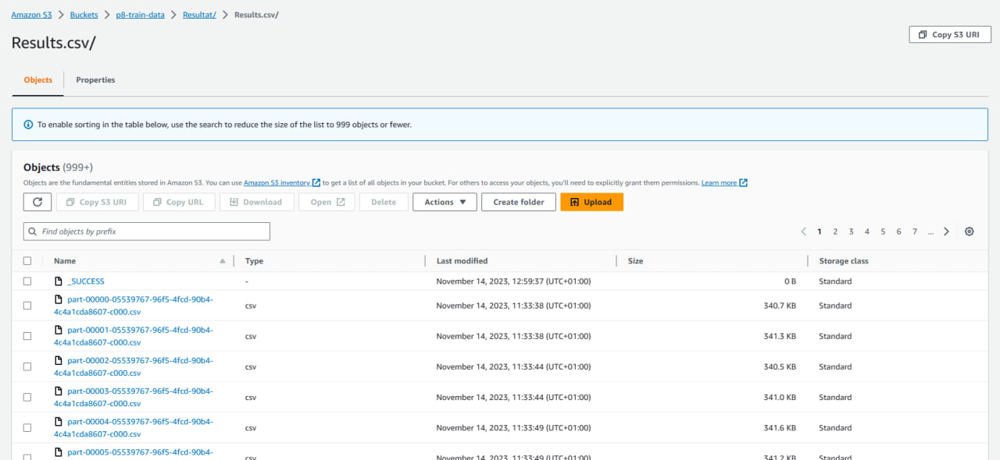 Amazon S3 > Buckets > p8-train-data > Resultat/ > Results.csv/
Results.csv/
Copy S3 URI
Objects Properties
To enable sorting in the table below, use the search to reduce the size of the list to 999 objects or fewer.
Objects (999+)
Objects are the fundamental entities stored in Amazon S3. You can use Amazon S3 inventory to get a list of all objects in your bucket. For others to access your objects, you'll need to explicitly grant them permissions. Learn more
Copy S3 URI Copy URL Download Open Delete Actions Create folder Upload
Find objects by prefix
1 2 3 4 5 6 7 ...
Name Type Last modified Size Storage class
_SUCCESS - November 14, 2023, 12:59:37 (UTC+01:00) 0 B Standard
part-00000-05539767-96f5-4fcd-90b4-
4c4a1cda8607-c000.csv csv November 14, 2023, 11:33:38 (UTC+01:00) 340.7 KB Standard
part-00001-05539767-96f5-4fcd-90b4-
4c4a1cda8607-c000.csv csv November 14, 2023, 11:33:38 (UTC+01:00) 341.3 KB Standard
part-00002-05539767-96f5-4fcd-90b4-
4c4a1cda8607-c000.csv csv November 14, 2023, 11:33:44 (UTC+01:00) 340.5 KB Standard
part-00003-05539767-96f5-4fcd-90b4-
4c4a1cda8607-c000.csv csv November 14, 2023, 11:33:44 (UTC+01:00) 341.0 KB Standard
part-00004-05539767-96f5-4fcd-90b4-
4c4a1cda8607-c000.csv csv November 14, 2023, 11:33:49 (UTC+01:00) 341.6 KB Standard
part-00005-05539767-96f5-4fcd-90b4-
csv November 14, 2023, 11:33:49 (UTC+01:00) 341.2 KB Standard